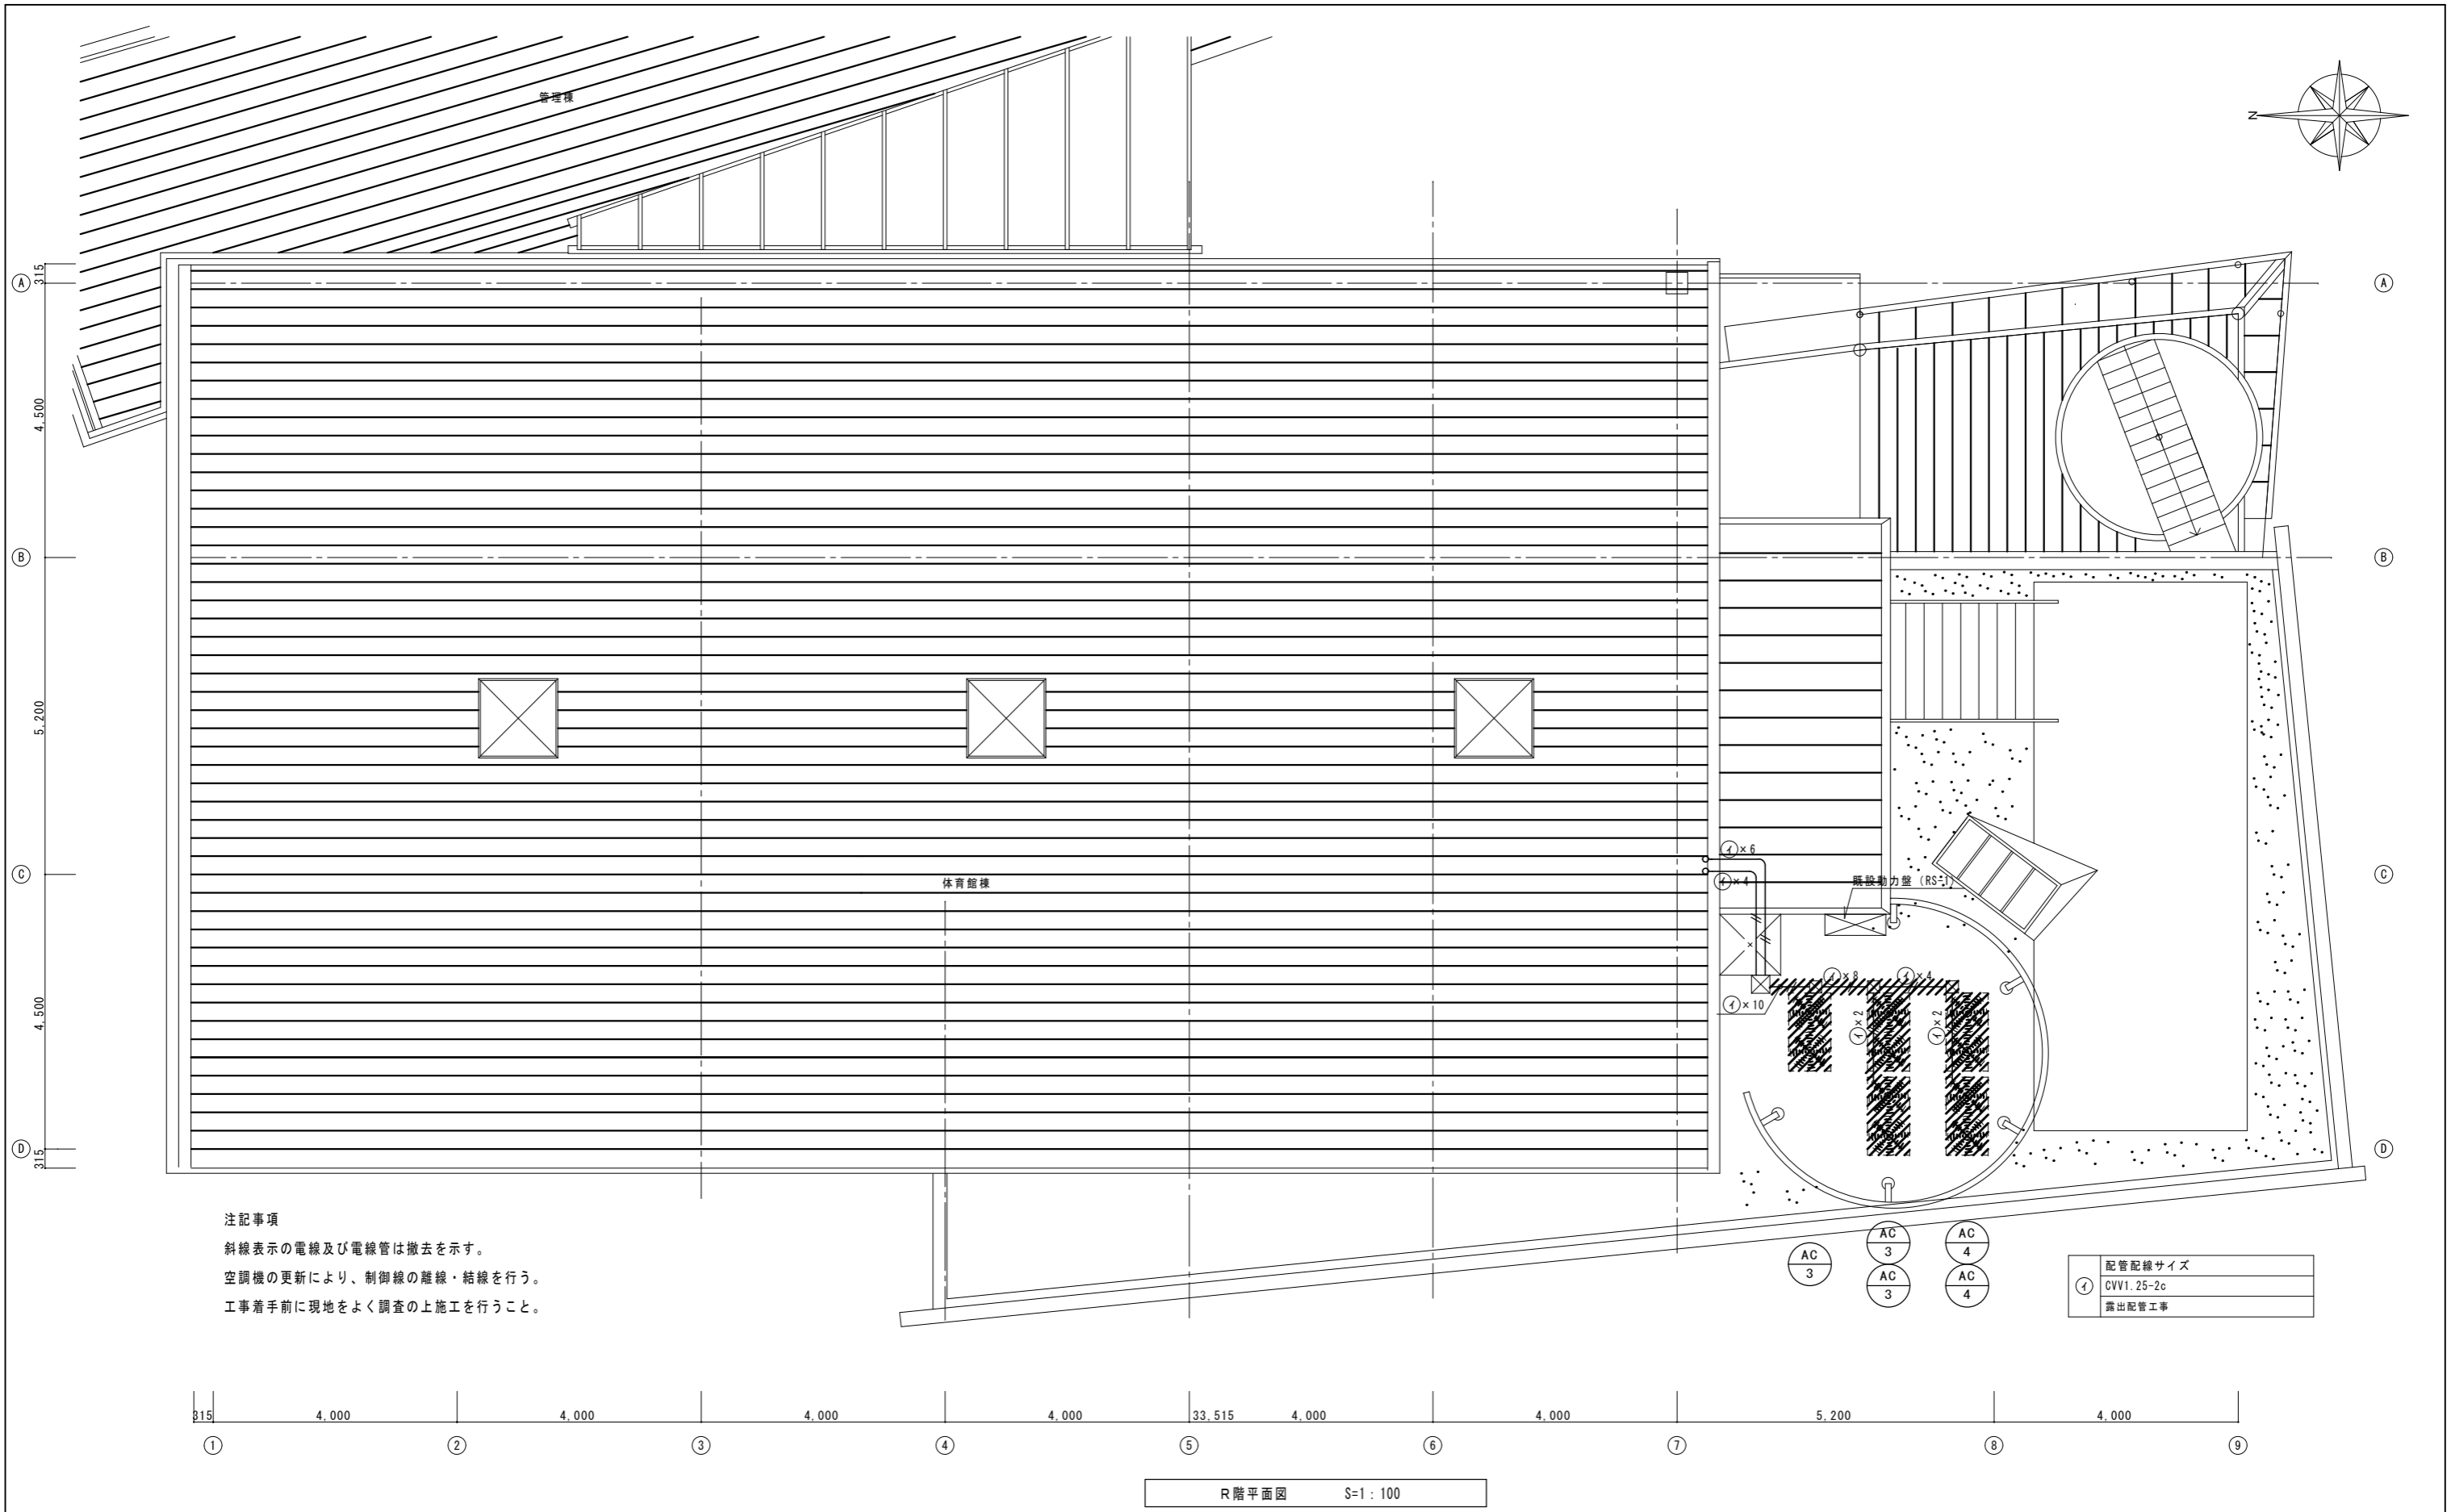 管理棟
N
A
315
A
4,500
B
B
5,200
イ×6
イ×4
C
体育館棟
既設動力盤（RS-1）
C
イ×8
イ×4
イ×10
イ×2
イ×2
4,500
D
315
D
注記事項
斜線表示の電線及び電線管は撤去を示す。
空調機の更新により、制御線の離線・結線を行う。
工事着手前に現地をよく調査の上施工を行うこと。
AC
3
AC
3
AC
3
AC
4
AC
4
配管配線サイズ
イ
CVV1.25-2c
露出配管工事
315
4,000
4,000
4,000
4,000
33,515
4,000
4,000
5,200
4,000
1
2
3
4
5
6
7
8
9
R階平面図 S=1：100